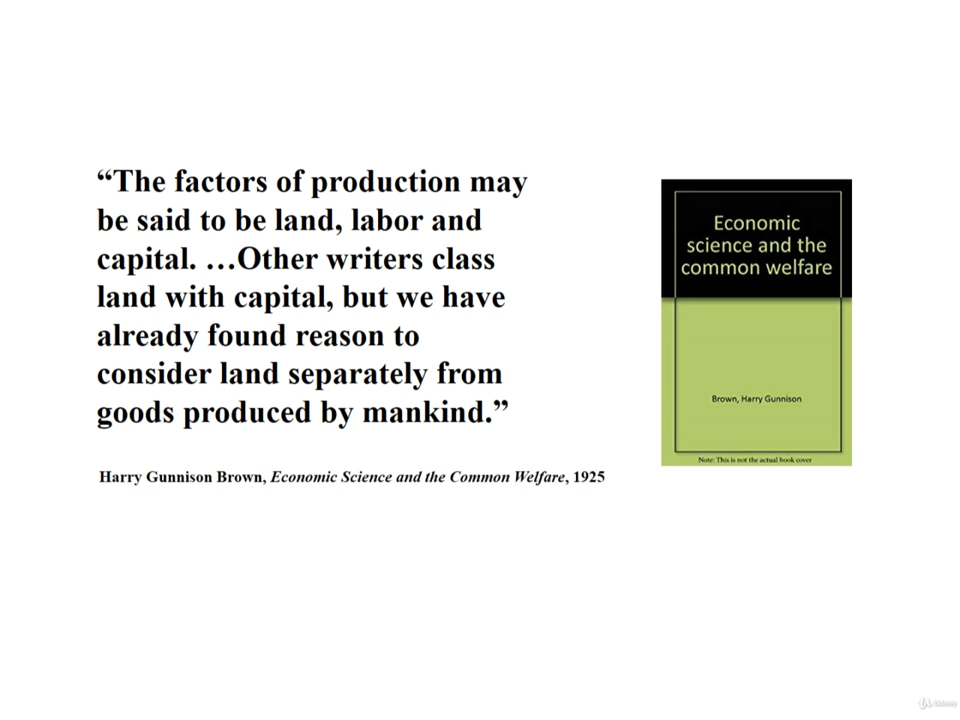 “The factors of production may
be said to be land, labor and
capital. …Other writers class
land with capital, but we have
already found reason to
consider land separately from
goods produced by mankind.”
Harry Gunnison Brown, Economic Science and the Common Welfare, 1925
Economic
science and the
common welfare
Brown, Harry Gunnison
Note: This is not the actual book cover
Udemy